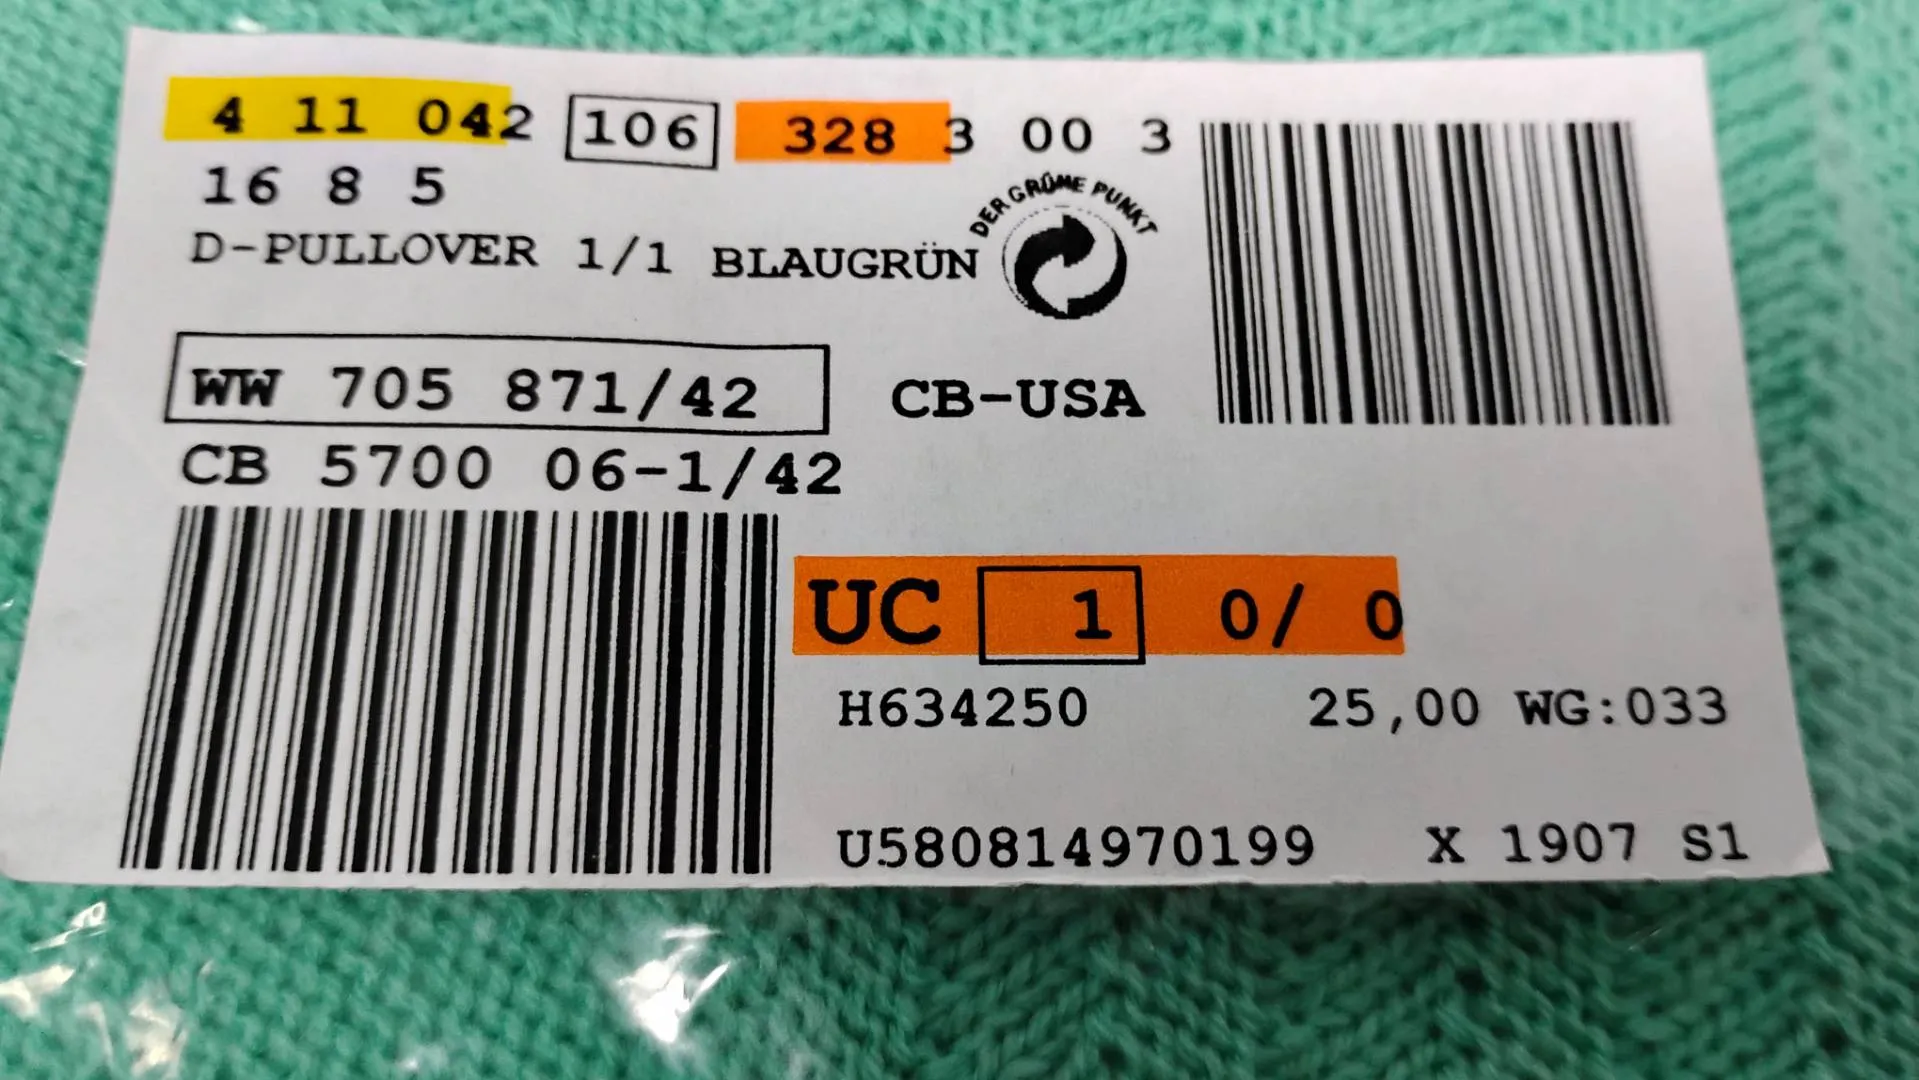 4 11 042 106 328 3 00 3
16 8 5
DER GRÜNE PUNKT
D-PULLOVER 1/1 BLAUGRÜN
WW 705 871/42 CB-USA
CB 5700 06-1/42
UC 1 0/ 0
H634250 25,00 WG:033
U580814970199 X 1907 S1